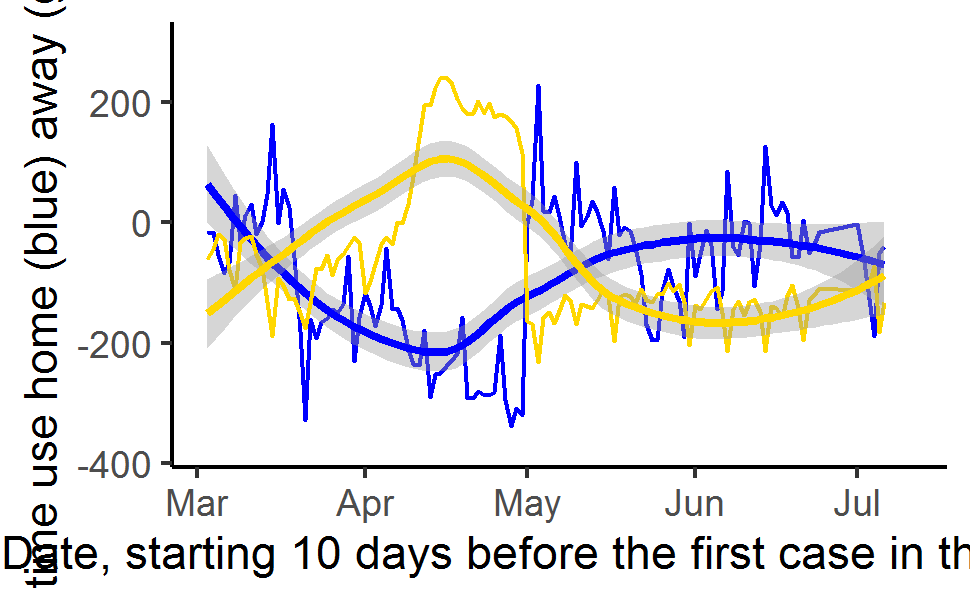 time use home (blue) away (
200
0
-200
-400
Mar Apr May Jun Jul
Date, starting 10 days before the first case in th